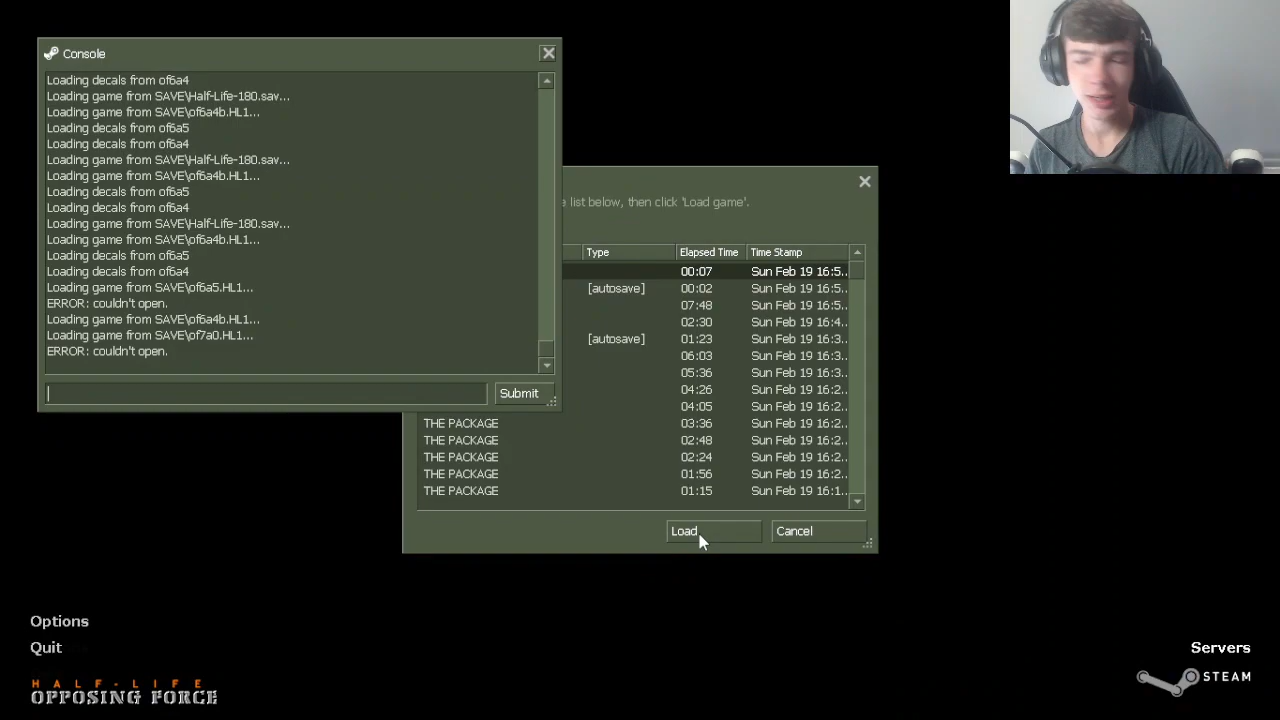 Console
Loading decals from of6a4
Loading game from SAVE\Half-Life-180.sav...
Loading game from SAVE\of6a4b.HL1...
Loading decals from of6a5
Loading decals from of6a4
Loading game from SAVE\Half-Life-180.sav...
Loading game from SAVE\of6a4b.HL1...
Loading decals from of6a5
Loading decals from of6a4
Loading game from SAVE\Half-Life-180.sav...
Loading game from SAVE\of6a4b.HL1...
Loading decals from of6a5
Loading decals from of6a4
Loading game from SAVE\of6a5.HL1...
ERROR: couldn't open.
Loading game from SAVE\of6a4b.HL1...
Loading game from SAVE\of7a0.HL1...
ERROR: couldn't open.
Submit
e list below, then click 'Load game'.
Type Elapsed Time Time Stamp
00:07 Sun Feb 19 16:5..
[autosave] 00:02 Sun Feb 19 16:5..
07:48 Sun Feb 19 16:5..
02:30 Sun Feb 19 16:4..
[autosave] 01:23 Sun Feb 19 16:3..
06:03 Sun Feb 19 16:3..
05:36 Sun Feb 19 16:3..
04:26 Sun Feb 19 16:2..
04:05 Sun Feb 19 16:2..
THE PACKAGE 03:36 Sun Feb 19 16:2..
THE PACKAGE 02:48 Sun Feb 19 16:2..
THE PACKAGE 02:24 Sun Feb 19 16:2..
THE PACKAGE 01:56 Sun Feb 19 16:2..
THE PACKAGE 01:15 Sun Feb 19 16:1..
Load Cancel
Options
Quit
HALF-LIFE
OPPOSING FORCE
Servers
STEAM